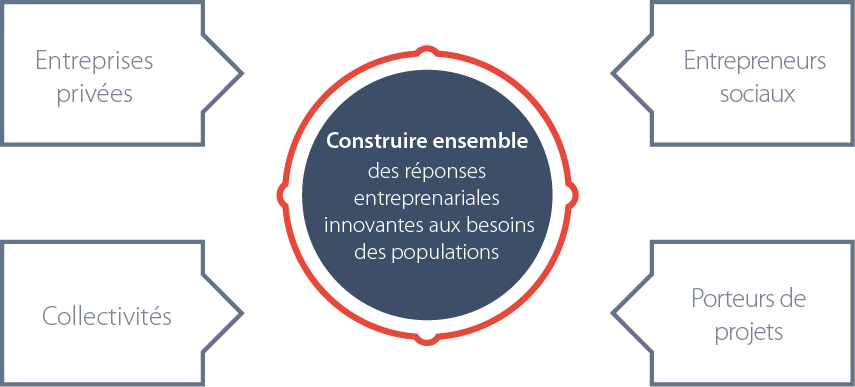 Entreprises
privées
Entrepreneurs
sociaux
Construire ensemble
des réponses
entreprenariales
innovantes aux besoins
des populations
Collectivités
Porteurs de
projets